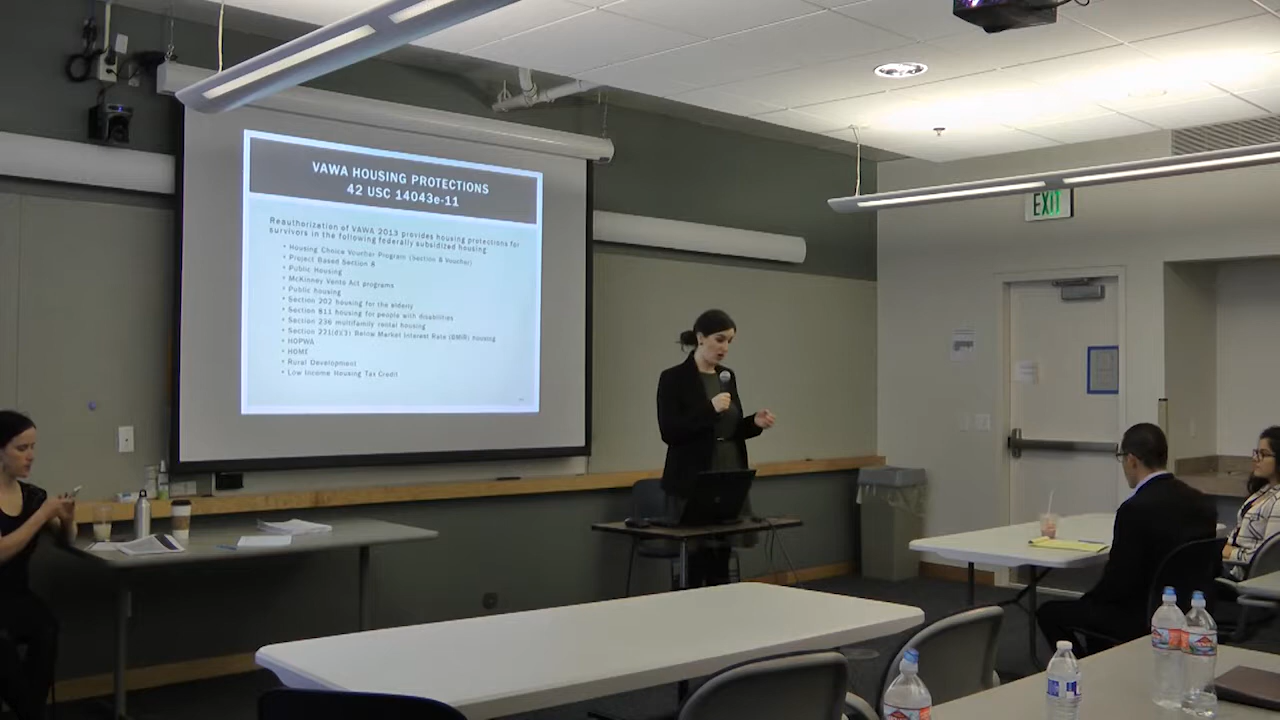 VAWA HOUSING PROTECTIONS
42 USC 14043e-11
Reauthorization of VAWA 2013 provides housing protections for
survivors in the following federally subsidized housing
• Housing Choice Voucher Program (Section 8 Voucher)
• Project Based Section 8
• Public Housing
• McKinney Vento Act programs
• Public housing
• Section 202 housing for the elderly
• Section 811 housing for people with disabilities
• Section 236 multifamily rental housing
• Section 221(d)(3) Below Market Interest Rate (BMIR) housing
• HOPWA
• HOME
• Rural Development
• Low Income Housing Tax Credit
EXIT